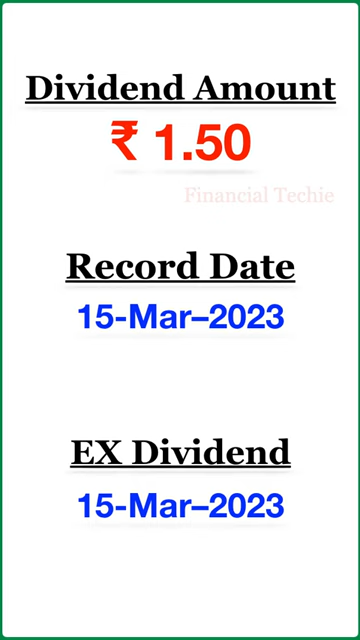 Dividend Amount
₹ 1.50
Financial Techie
Record Date
15-Mar–2023
EX Dividend
15-Mar–2023